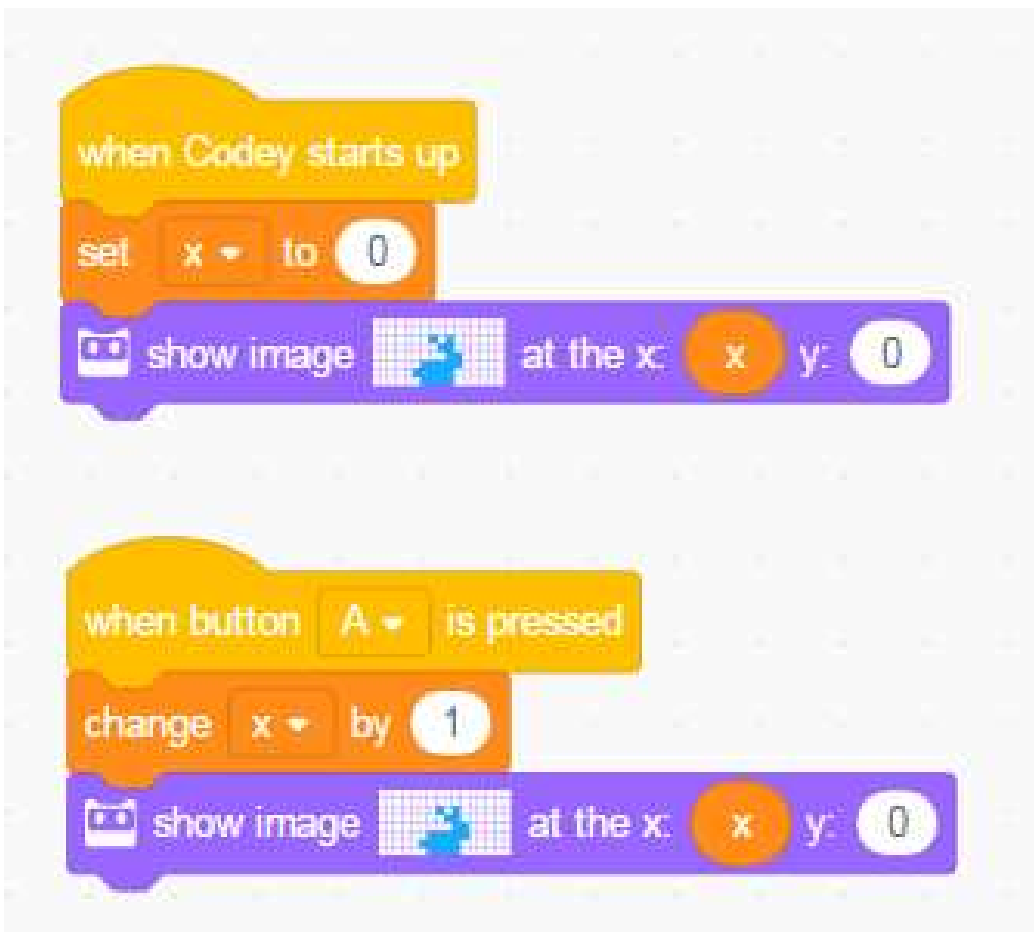 when Codey starts up
set x to 0
show image at the x: x y: 0
when button A is pressed
change x by 1
show image at the x: x y: 0